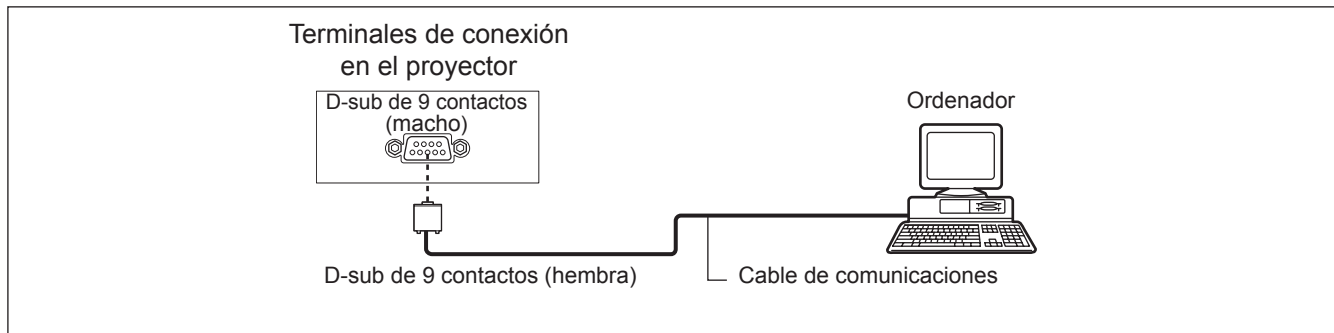 Terminales de conexión
en el proyector
D-sub de 9 contactos
(macho)
Ordenador
D-sub de 9 contactos (hembra)
Cable de comunicaciones